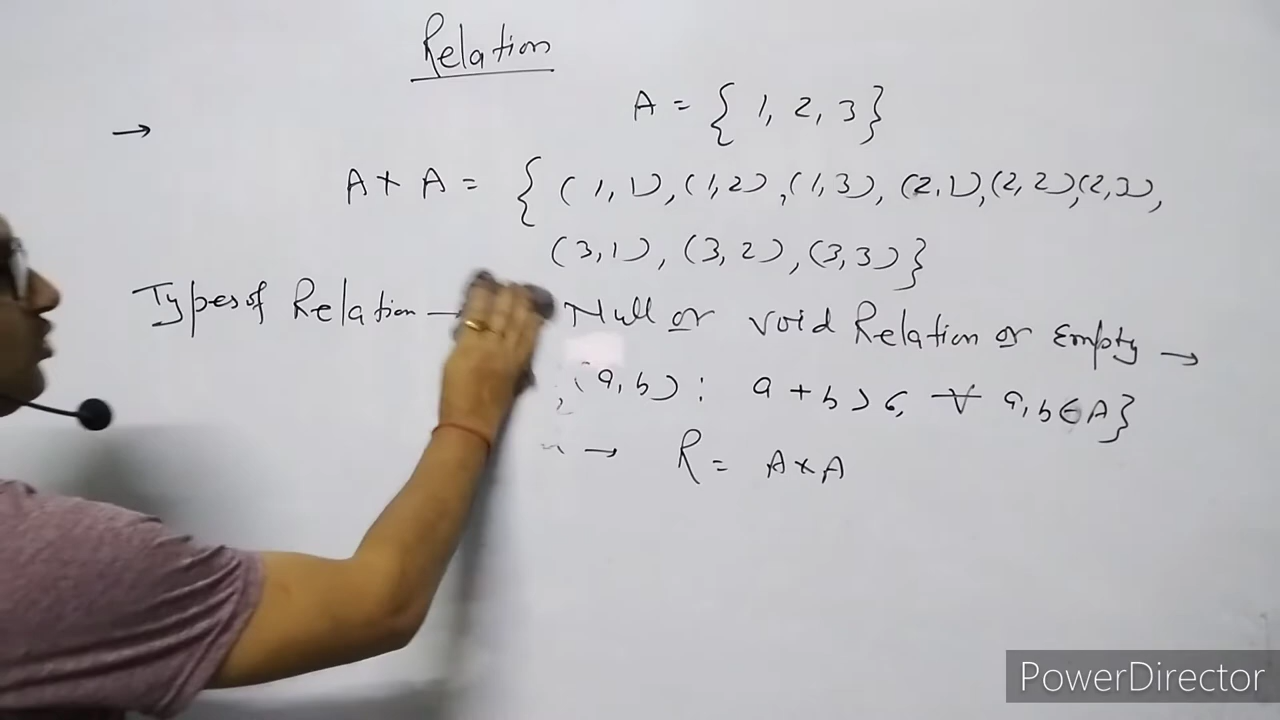 Relation
A = { 1, 2, 3 }
→
A × A = { (1, 1), (1, 2), (1, 3), (2, 1), (2, 2) (2, 3),
(3, 1), (3, 2), (3, 3) }
Types of Relation → Null or void Relation or Empty →
(a, b) : a + b > 6, ∀ a, b ∈ A }
→ R = A × A
PowerDirector